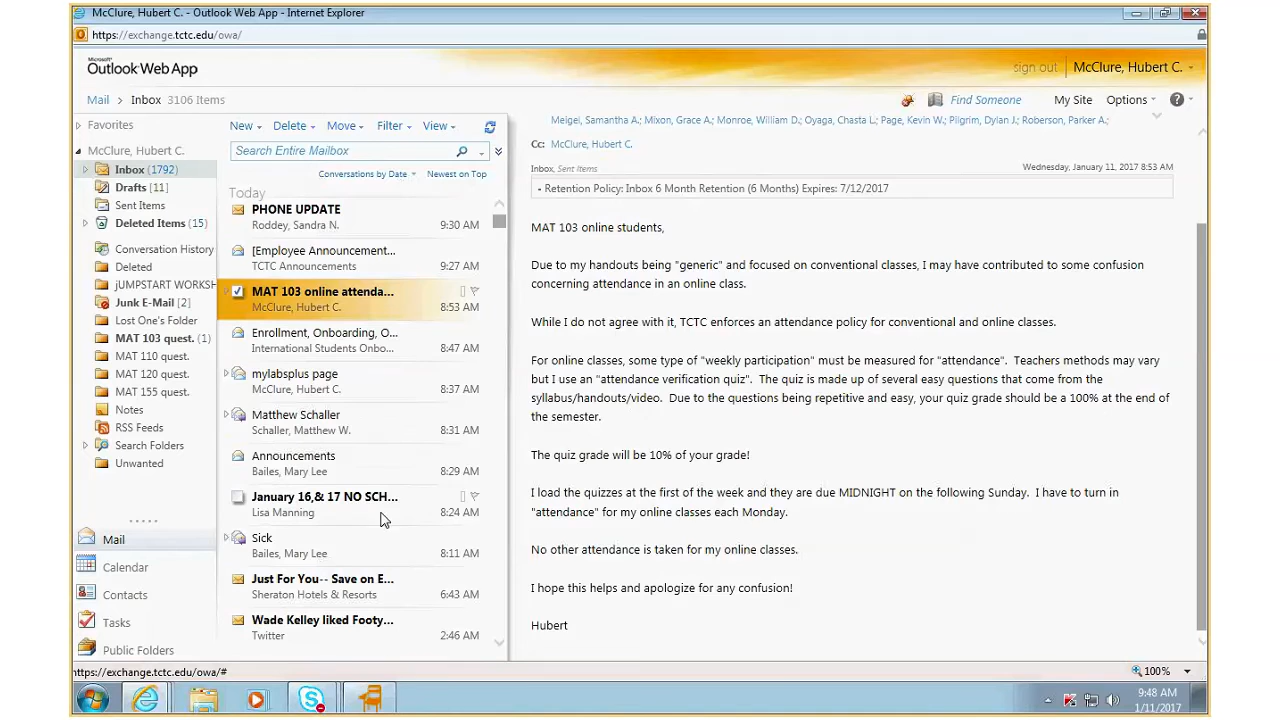 McClure, Hubert C. - Outlook Web App - Internet Explorer
https://exchange.tctc.edu/owa/
Microsoft
Outlook Web App
sign out McClure, Hubert C.
Mail > Inbox 3106 Items
Find Someone My Site Options
Favorites
McClure, Hubert C.
Inbox (1792)
Drafts [11]
Sent Items
Deleted Items (15)
Conversation History
Deleted
jUMPSTART WORKSH
Junk E-Mail [2]
Lost One's Folder
MAT 103 quest. (1)
MAT 110 quest.
MAT 120 quest.
MAT 155 quest.
Notes
RSS Feeds
Search Folders
Unwanted
Mail
Calendar
Contacts
Tasks
Public Folders
New Delete Move Filter View
Search Entire Mailbox
Conversations by Date Newest on Top
Today
PHONE UPDATE
Roddey, Sandra N. 9:30 AM
[Employee Announcement...
TCTC Announcements 9:27 AM
MAT 103 online attenda...
McClure, Hubert C. 8:53 AM
Enrollment, Onboarding, O...
International Students Onbo... 8:47 AM
mylabsplus page
McClure, Hubert C. 8:37 AM
Matthew Schaller
Schaller, Matthew W. 8:31 AM
Announcements
Bailes, Mary Lee 8:29 AM
January 16,& 17 NO SCH...
Lisa Manning 8:24 AM
Sick
Bailes, Mary Lee 8:11 AM
Just For You-- Save on E...
Sheraton Hotels & Resorts 6:43 AM
Wade Kelley liked Footy...
Twitter 2:46 AM
Meigel, Samantha A.; Mixon, Grace A.; Monroe, William D.; Oyaga, Chasta L.; Page, Kevin W.; Pilgrim, Dylan J.; Roberson, Parker A.;
Cc: McClure, Hubert C.
Inbox, Sent Items Wednesday, January 11, 2017 8:53 AM
• Retention Policy: Inbox 6 Month Retention (6 Months) Expires: 7/12/2017
MAT 103 online students,
Due to my handouts being "generic" and focused on conventional classes, I may have contributed to some confusion
concerning attendance in an online class.
While I do not agree with it, TCTC enforces an attendance policy for conventional and online classes.
For online classes, some type of "weekly participation" must be measured for "attendance". Teachers methods may vary
but I use an "attendance verification quiz". The quiz is made up of several easy questions that come from the
syllabus/handouts/video. Due to the questions being repetitive and easy, your quiz grade should be a 100% at the end of
the semester.
The quiz grade will be 10% of your grade!
I load the quizzes at the first of the week and they are due MIDNIGHT on the following Sunday. I have to turn in
"attendance" for my online classes each Monday.
No other attendance is taken for my online classes.
I hope this helps and apologize for any confusion!
Hubert
https://exchange.tctc.edu/owa/#
100%
9:48 AM
1/11/2017